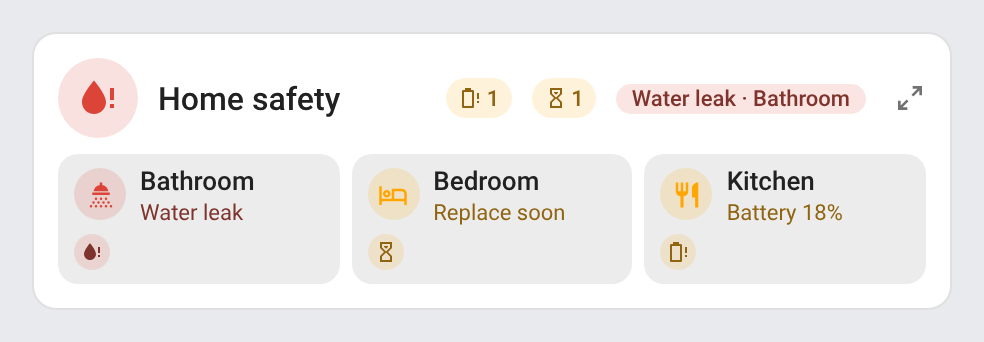 Home safety
1
1
Water leak · Bathroom
Bathroom
Water leak
Bedroom
Replace soon
Kitchen
Battery 18%